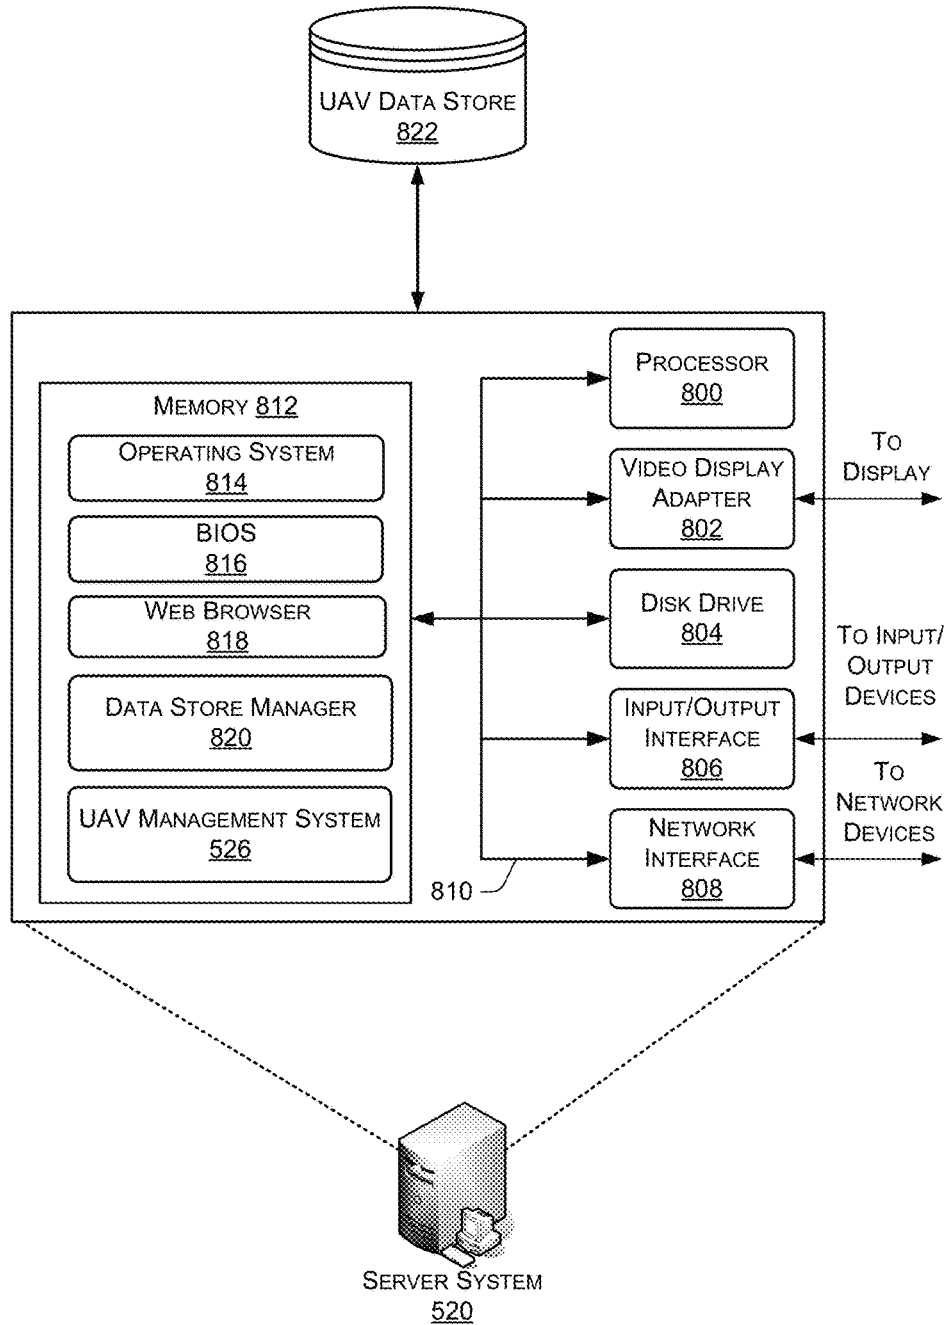 UAV DATA STORE
822
MEMORY 812
OPERATING SYSTEM
814
BIOS
816
WEB BROWSER
818
DATA STORE MANAGER
820
UAV MANAGEMENT SYSTEM
526
PROCESSOR
800
VIDEO DISPLAY
ADAPTER
802
DISK DRIVE
804
INPUT/OUTPUT
INTERFACE
806
NETWORK
INTERFACE
808
810
TO
DISPLAY
TO INPUT/
OUTPUT
DEVICES
TO
NETWORK
DEVICES
SERVER SYSTEM
520